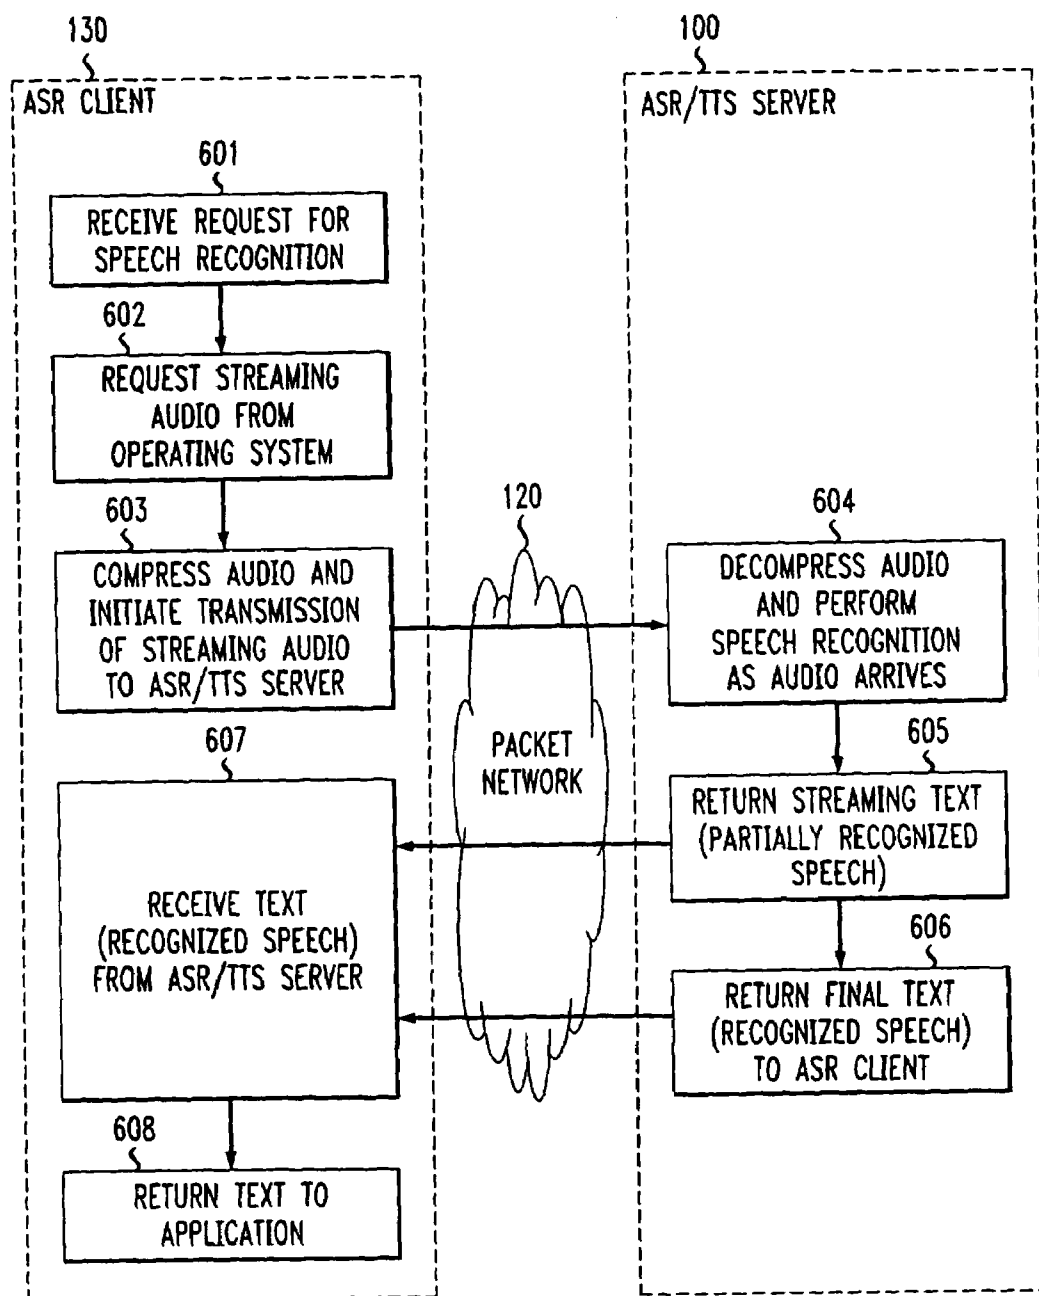 130
ASR CLIENT
601
RECEIVE REQUEST FOR
SPEECH RECOGNITION
602
REQUEST STREAMING
AUDIO FROM
OPERATING SYSTEM
603
COMPRESS AUDIO AND
INITIATE TRANSMISSION
OF STREAMING AUDIO
TO ASR/TTS SERVER
120
PACKET
NETWORK
100
ASR/TTS SERVER
604
DECOMPRESS AUDIO
AND PERFORM
SPEECH RECOGNITION
AS AUDIO ARRIVES
605
RETURN STREAMING TEXT
(PARTIALLY RECOGNIZED
SPEECH)
606
RETURN FINAL TEXT
(RECOGNIZED SPEECH)
TO ASR CLIENT
607
RECEIVE TEXT
(RECOGNIZED SPEECH)
FROM ASR/TTS SERVER
608
RETURN TEXT TO
APPLICATION